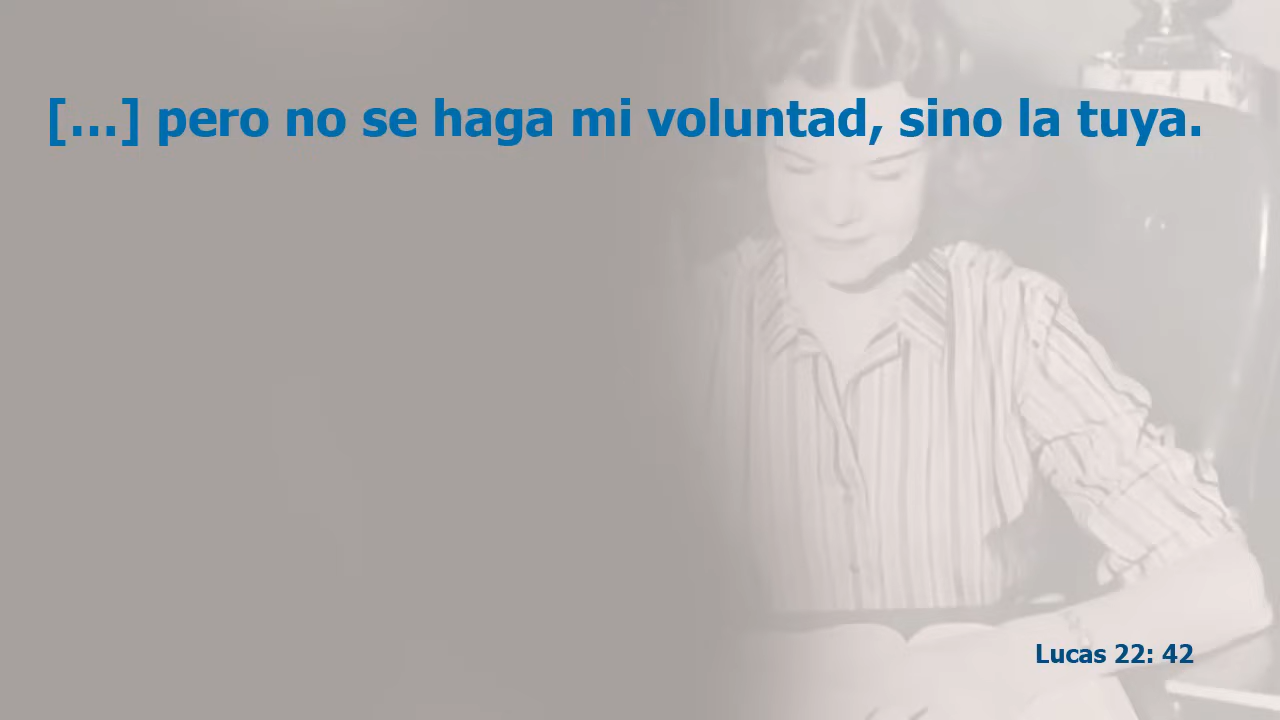 [...] pero no se haga mi voluntad, sino la tuya.
Lucas 22: 42